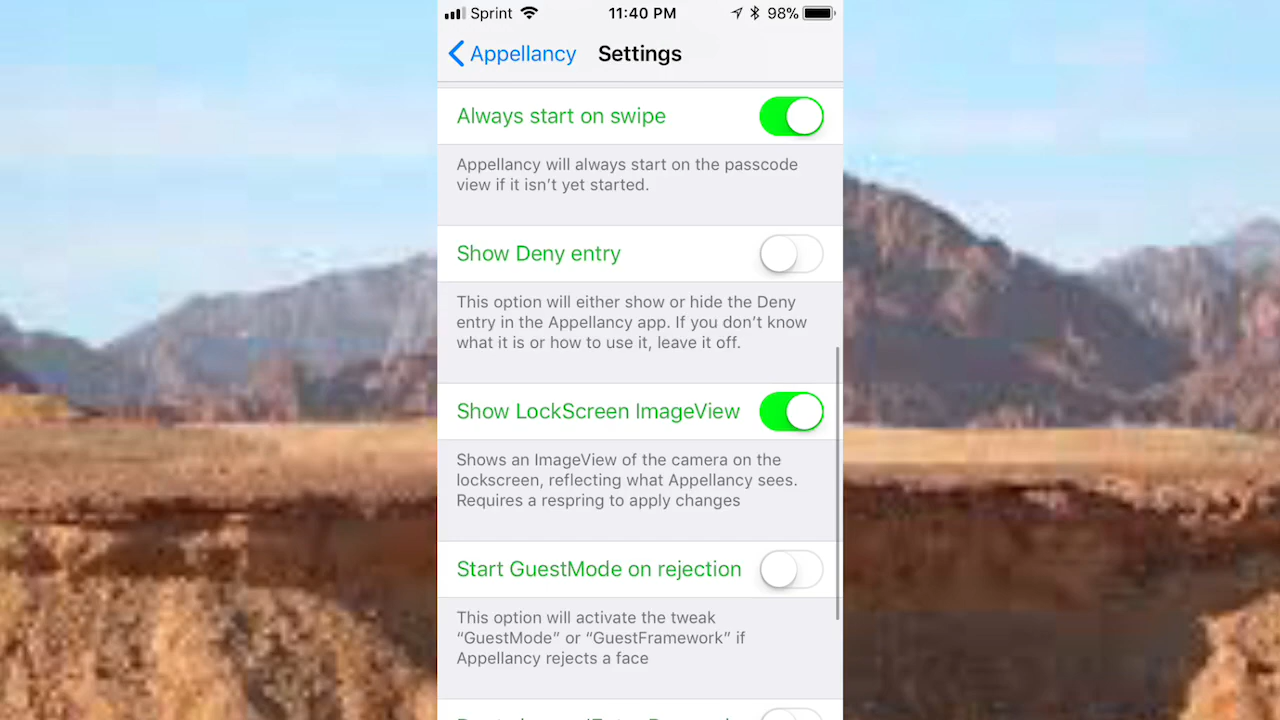 Sprint 11:40 PM 98%
Appellancy Settings
Always start on swipe
Appellancy will always start on the passcode
view if it isn’t yet started.
Show Deny entry
This option will either show or hide the Deny
entry in the Appellancy app. If you don’t know
what it is or how to use it, leave it off.
Show LockScreen ImageView
Shows an ImageView of the camera on the
lockscreen, reflecting what Appellancy sees.
Requires a respring to apply changes
Start GuestMode on rejection
This option will activate the tweak
“GuestMode” or “GuestFramework” if
Appellancy rejects a face